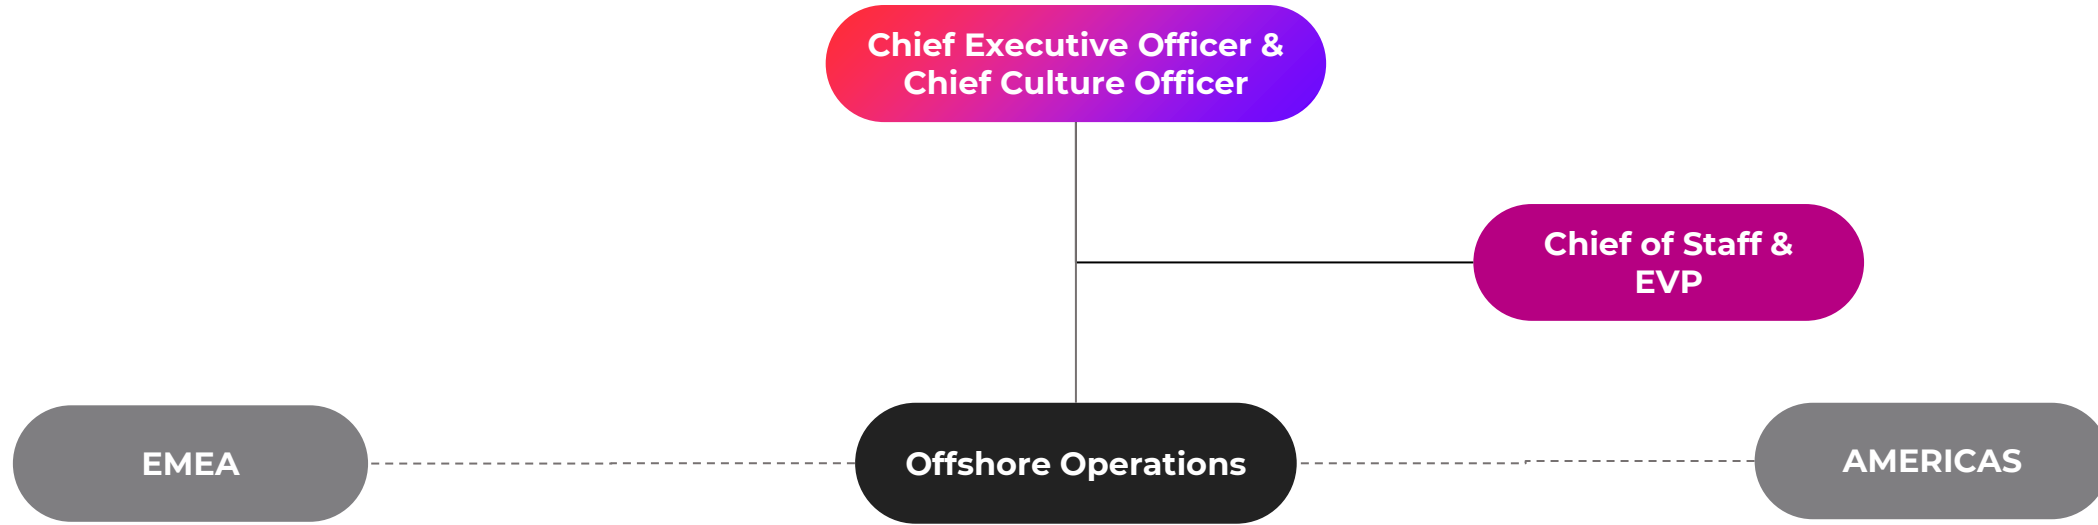 Chief Executive Officer &
Chief Culture Officer
Chief of Staff &
EVP
EMEA
Offshore Operations
AMERICAS